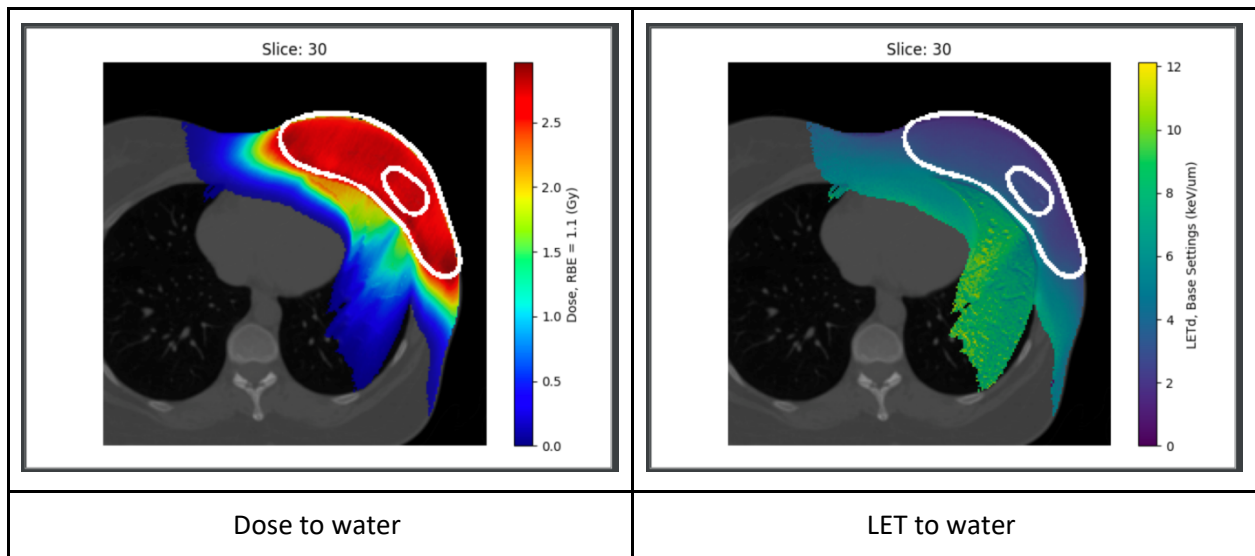 Slice: 30
2.5
2.0
1.5
1.0
0.5
0.0
Dose, RBE = 1.1 (Gy)
Slice: 30
12
10
8
6
4
2
0
LETd, Base Settings (keV/um)
Dose to water
LET to water